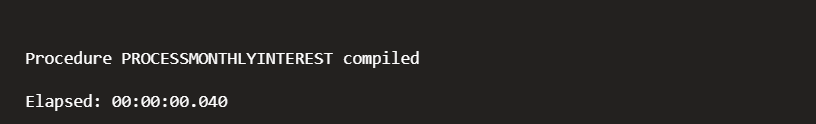 Procedure PROCESSMONTHLYINTEREST compiled
Elapsed: 00:00:00.040